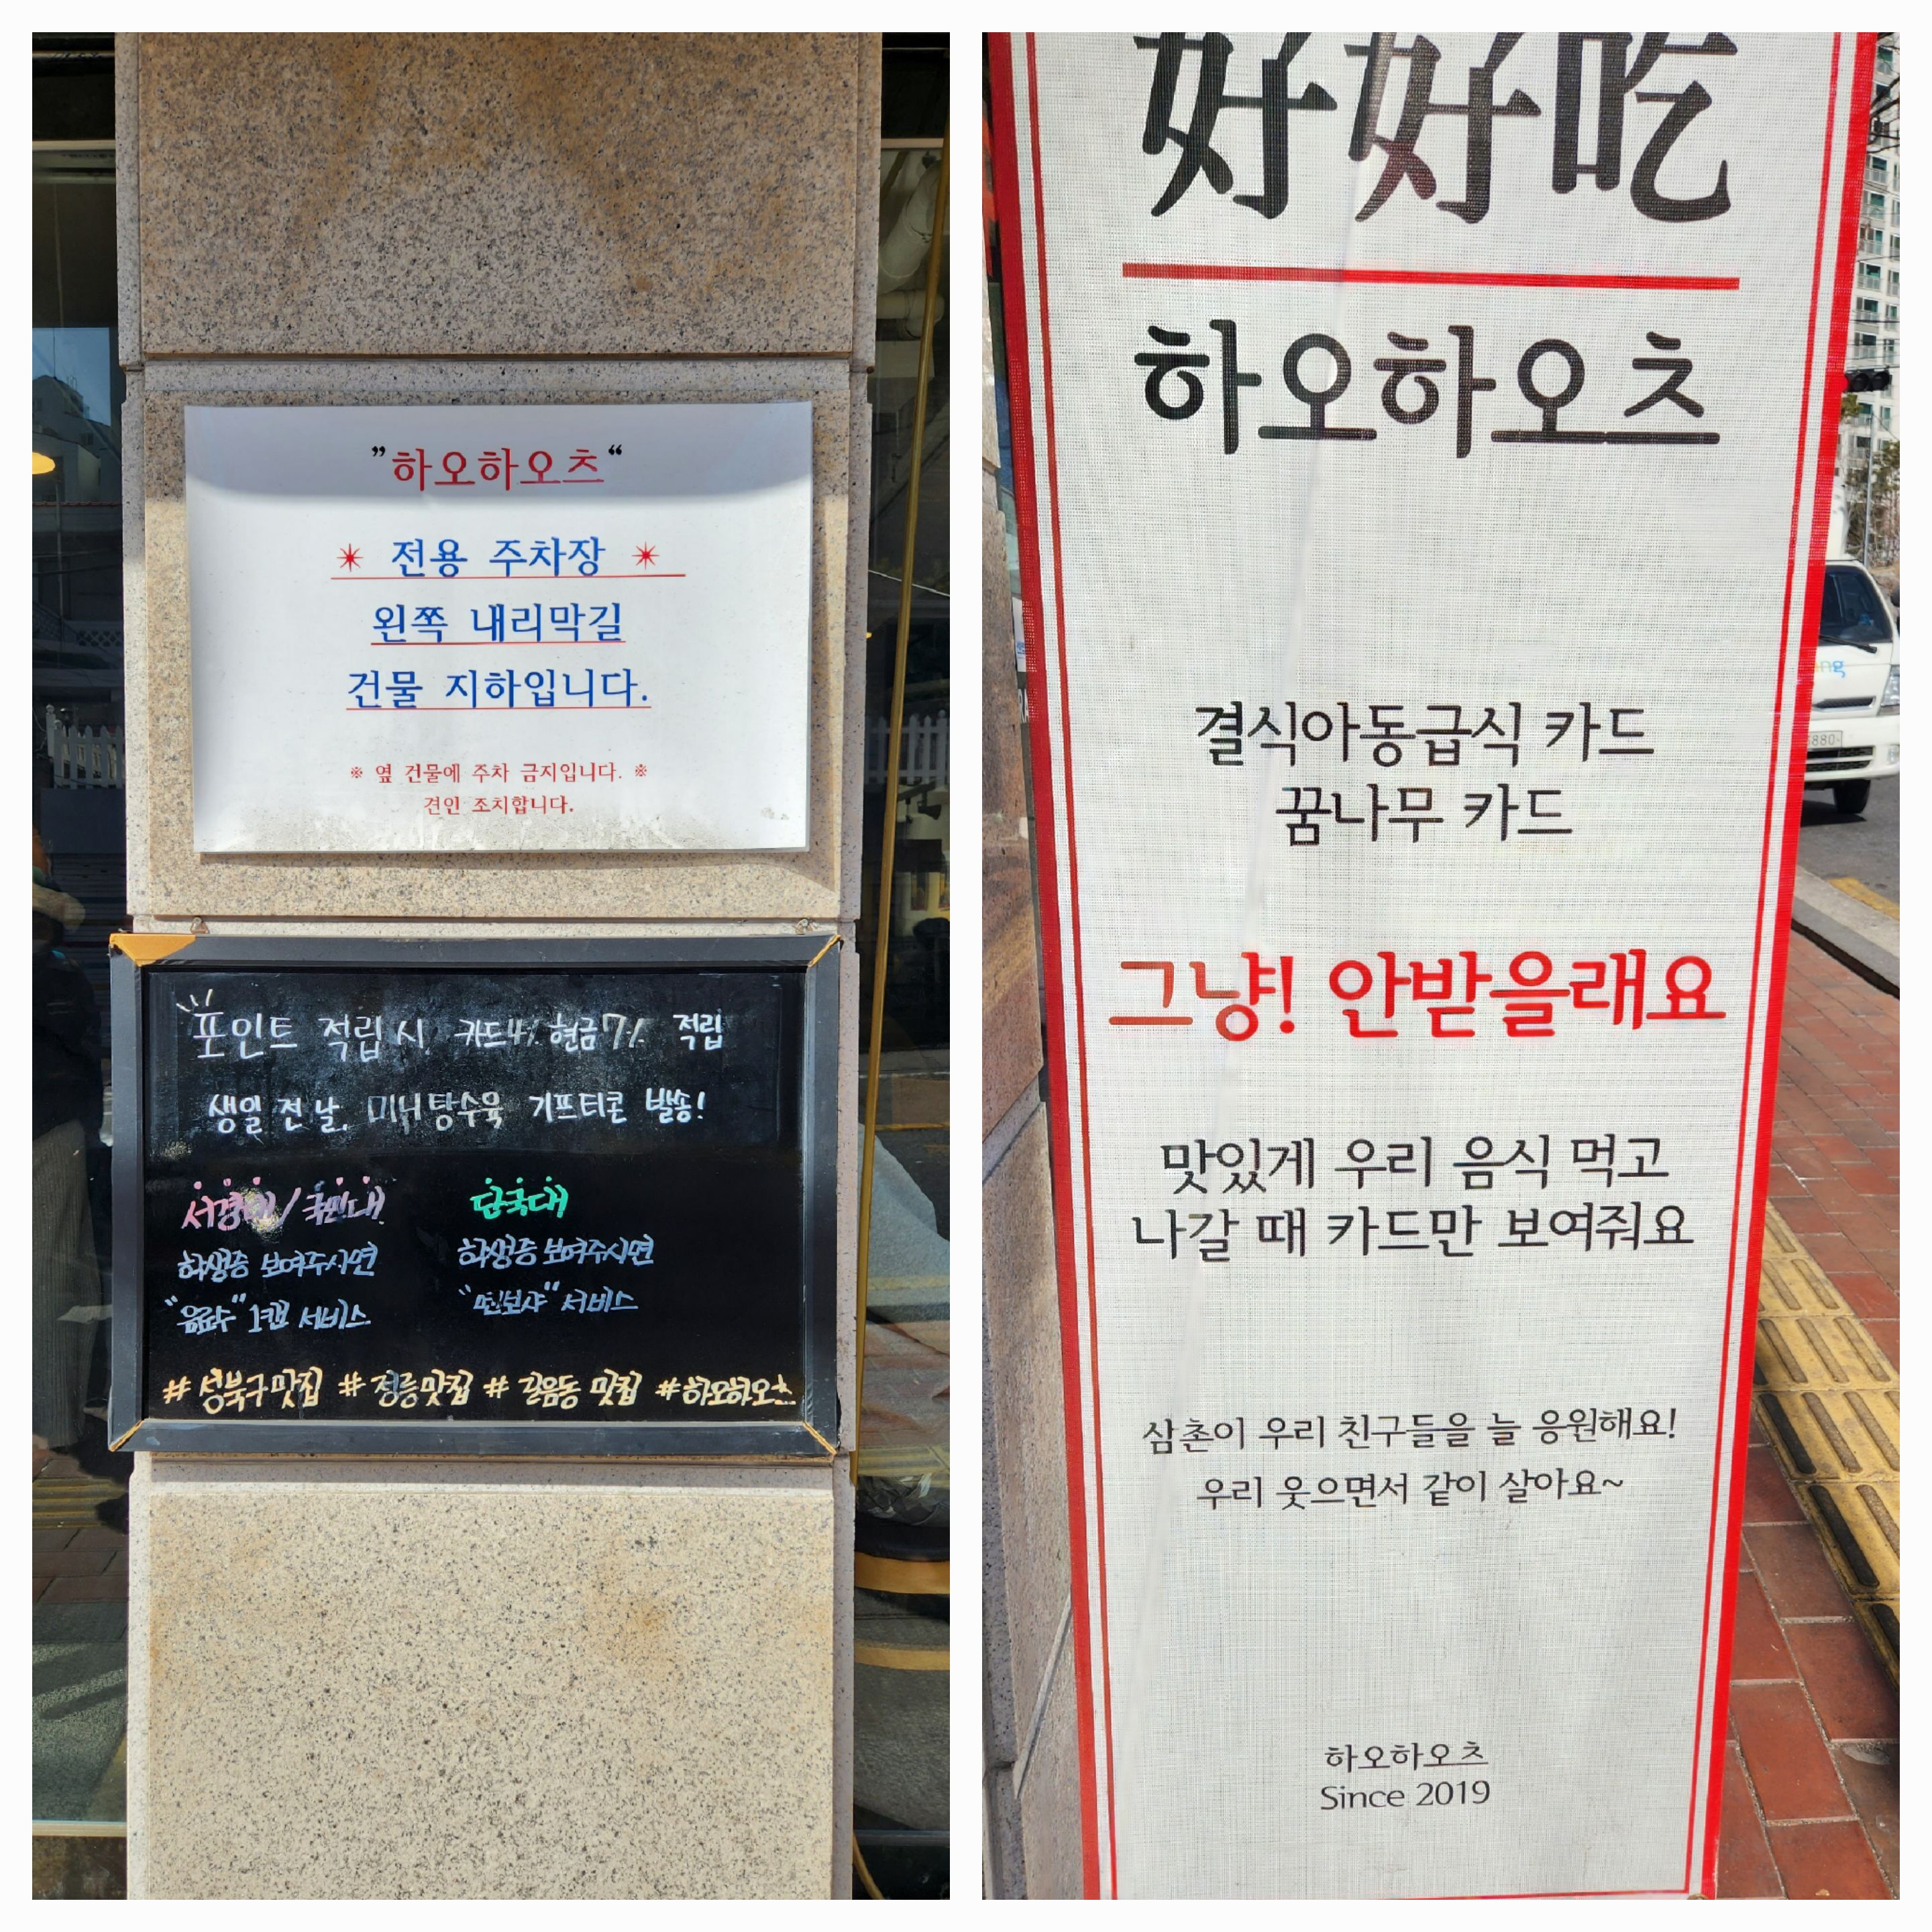 ”하오하오츠“
✴ 전용 주차장 ✴
왼쪽 내리막길
건물 지하입니다.
※ 옆 건물에 주차 금지입니다. ※
견인 조치합니다.
포인트 적립 시 카드4% 현금7% 적립
생일 전날, 미니탕수육 기프티콘 발송!
서경대/국민대
학생증 보여주시면
"음료수" 1캔 서비스
단국대
학생증 보여주시면
"멘보샤" 서비스
#성북구맛집 #정릉맛집 #길음동 맛집 #하오하오츠
好好吃
하오하오츠
결식아동급식 카드
꿈나무 카드
그냥! 안받을래요
맛있게 우리 음식 먹고
나갈 때 카드만 보여줘요
삼촌이 우리 친구들을 늘 응원해요!
우리 웃으면서 같이 살아요~
하오하오츠
Since 2019